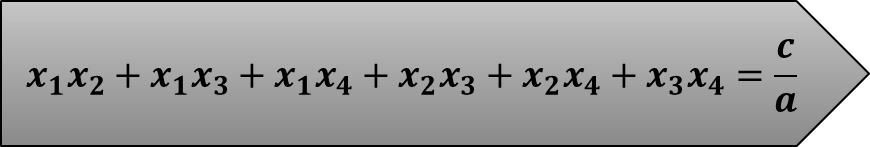 x₁x₂ + x₁x₃ + x₁x₄ + x₂x₃ + x₂x₄ + x₃x₄ = c/a